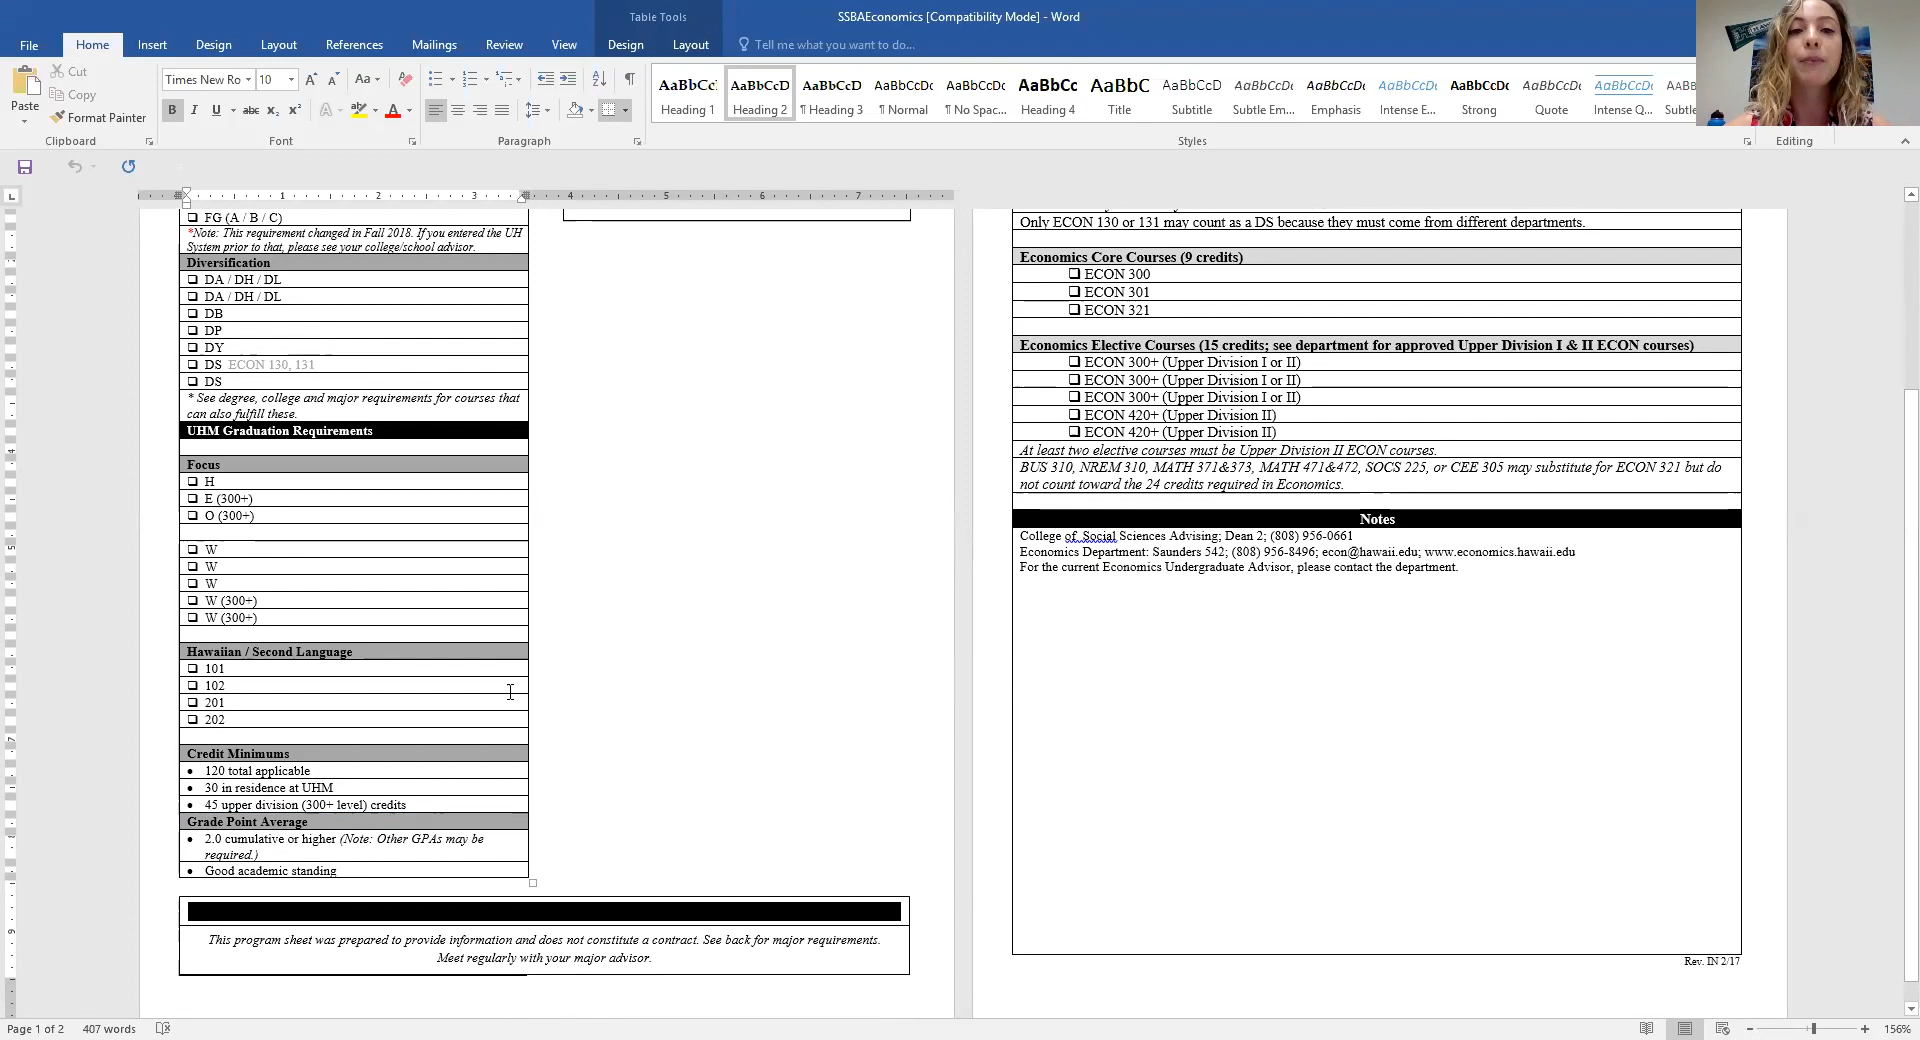 Table Tools
SSBAEconomics [Compatibility Mode] - Word
File Home Insert Design Layout References Mailings Review View Design Layout Tell me what you want to do...
Paste
Cut
Copy
Format Painter
Clipboard
Times New Ro 10
Font
Paragraph
AaBbCcI AaBbCcD AaBbCcD AaBbCcDc AaBbCcDc AaBbCc AaBbC AaBbCcD AaBbCcDc AaBbCcDc AaBbCcDc AaBbCcDc AaBbCcDc AaBbCcDc
Heading 1 Heading 2 ¶ Heading 3 ¶ Normal ¶ No Spac... Heading 4 Title Subtitle Subtle Em... Emphasis Intense E... Strong Quote Intense Q...
Styles
Editing
1 2 3 4 5 6 7
FG (A / B / C)
*Note: This requirement changed in Fall 2018. If you entered the UH
System prior to that, please see your college/school advisor.
Diversification
DA / DH / DL
DA / DH / DL
DB
DP
DY
DS ECON 130, 131
DS
* See degree, college and major requirements for courses that
can also fulfill these.
UHM Graduation Requirements
Focus
H
E (300+)
O (300+)
W
W
W
W (300+)
W (300+)
Hawaiian / Second Language
101
102
201
202
Credit Minimums
• 120 total applicable
• 30 in residence at UHM
• 45 upper division (300+ level) credits
Grade Point Average
• 2.0 cumulative or higher (Note: Other GPAs may be
required.)
• Good academic standing
This program sheet was prepared to provide information and does not constitute a contract. See back for major requirements.
Meet regularly with your major advisor.
Only ECON 130 or 131 may count as a DS because they must come from different departments.
Economics Core Courses (9 credits)
ECON 300
ECON 301
ECON 321
Economics Elective Courses (15 credits; see department for approved Upper Division I & II ECON courses)
ECON 300+ (Upper Division I or II)
ECON 300+ (Upper Division I or II)
ECON 300+ (Upper Division I or II)
ECON 420+ (Upper Division II)
ECON 420+ (Upper Division II)
At least two elective courses must be Upper Division II ECON courses.
BUS 310, NREM 310, MATH 371&373, MATH 471&472, SOCS 225, or CEE 305 may substitute for ECON 321 but do
not count toward the 24 credits required in Economics.
Notes
College of Social Sciences Advising; Dean 2; (808) 956-0661
Economics Department: Saunders 542; (808) 956-8496; econ@hawaii.edu; www.economics.hawaii.edu
For the current Economics Undergraduate Advisor, please contact the department.
Rev. IN 2/17
Page 1 of 2 407 words
156%